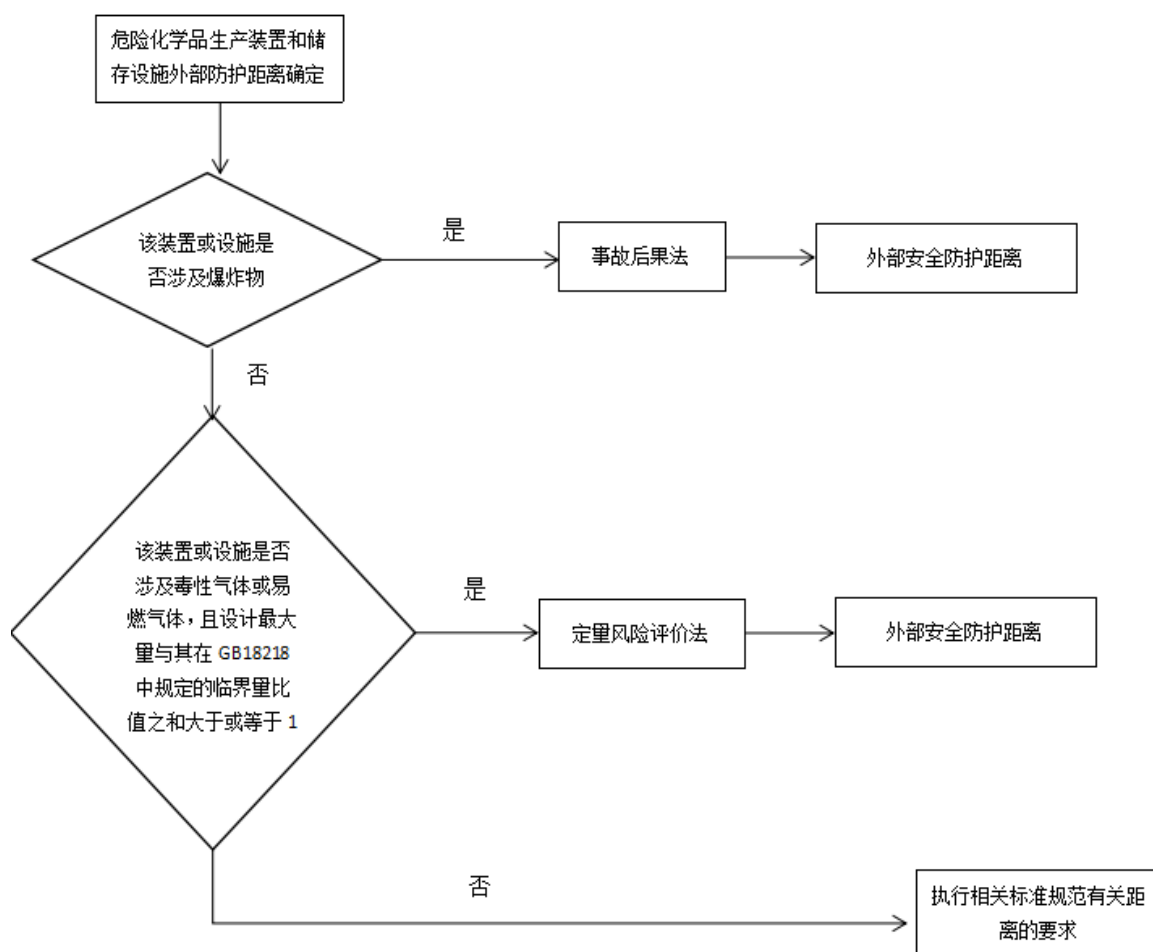 危险化学品生产装置和储
存设施外部防护距离确定
该装置或设施是
否涉及爆炸物
是
事故后果法
外部安全防护距离
否
该装置或设施是否
涉及毒性气体或易
燃气体，且设计最大
量与其在 GB18218
中规定的临界量比
值之和大于或等于 1
是
定量风险评价法
外部安全防护距离
否
执行相关标准规范有关距
离的要求